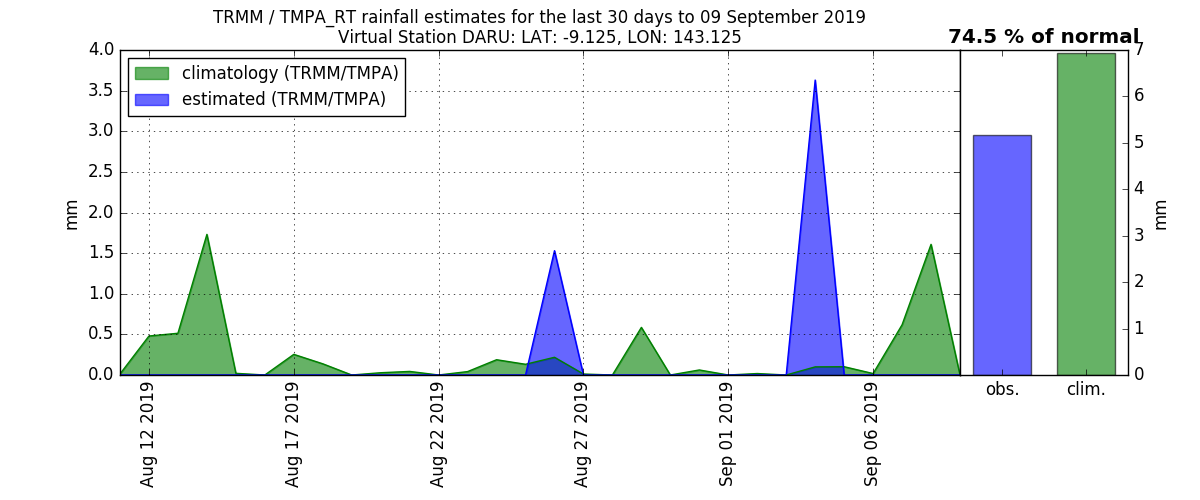 TRMM / TMPA_RT rainfall estimates for the last 30 days to 09 September 2019
Virtual Station DARU: LAT: -9.125, LON: 143.125
74.5 % of normal
climatology (TRMM/TMPA)
estimated (TRMM/TMPA)
mm
4.0
3.5
3.0
2.5
2.0
1.5
1.0
0.5
0.0
Aug 12 2019
Aug 17 2019
Aug 22 2019
Aug 27 2019
Sep 01 2019
Sep 06 2019
obs.
clim.
7
6
5
4
3
2
1
0
mm